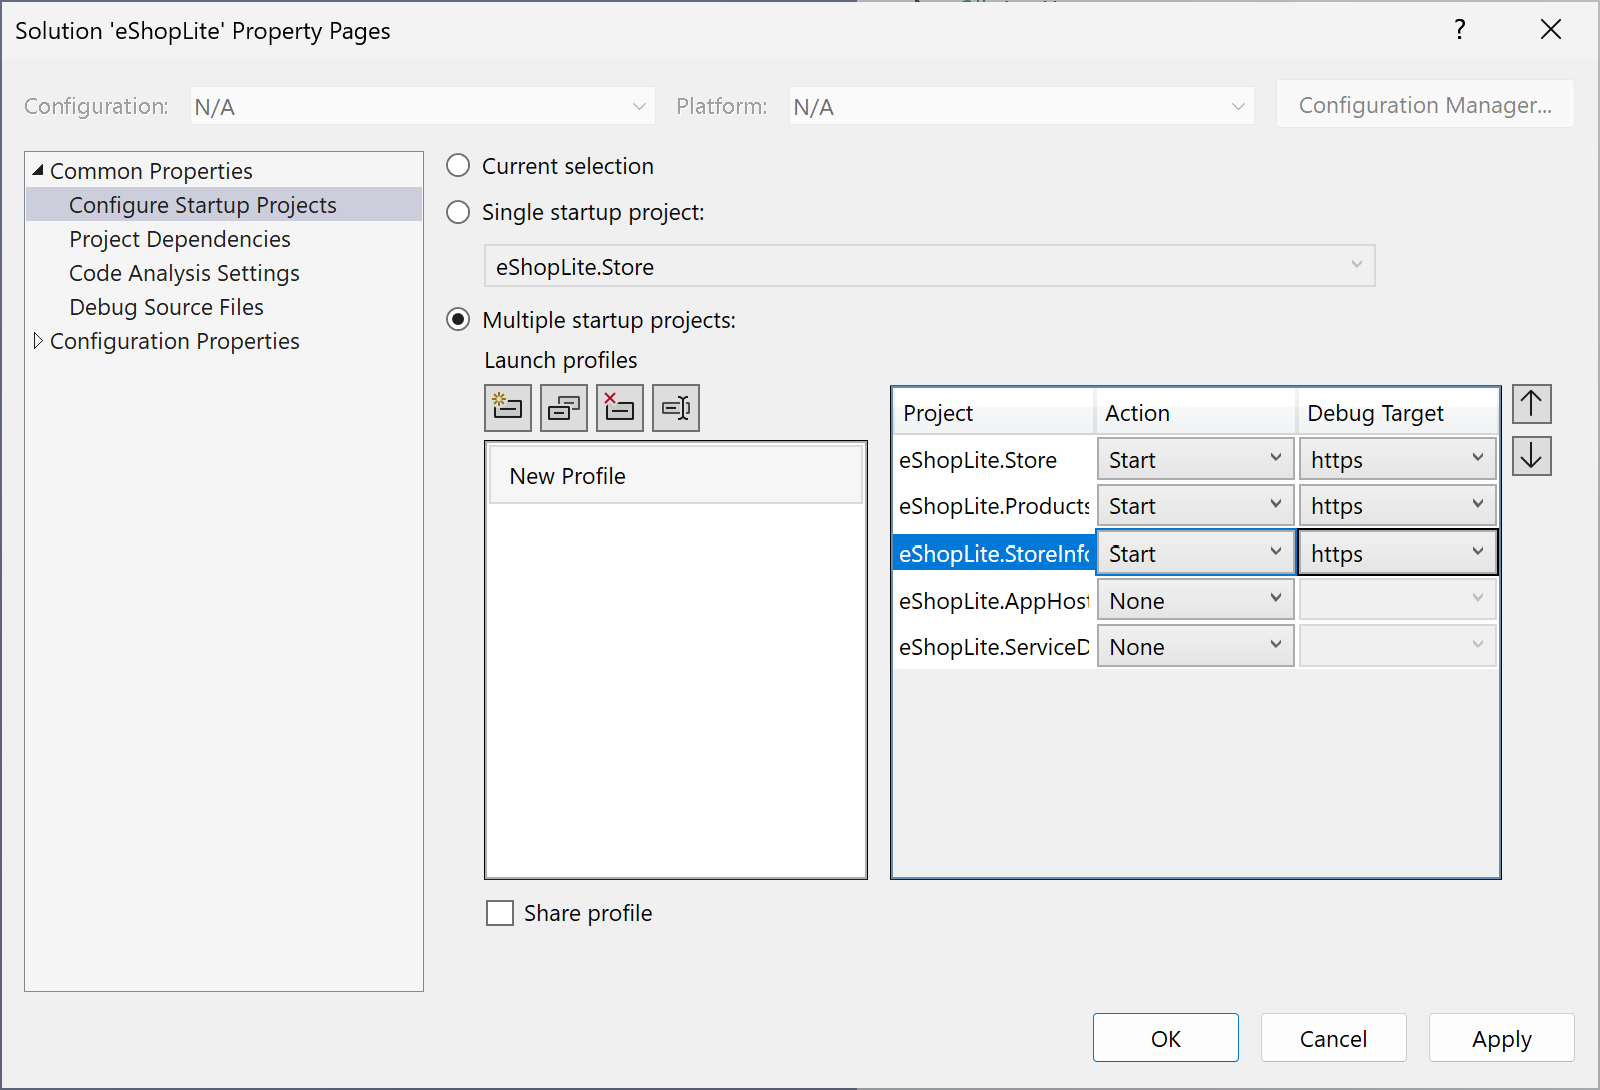 Solution 'eShopLite' Property Pages
?
Configuration: N/A Platform: N/A Configuration Manager...
Common Properties
Configure Startup Projects
Project Dependencies
Code Analysis Settings
Debug Source Files
Configuration Properties
Current selection
Single startup project:
eShopLite.Store
Multiple startup projects:
Launch profiles
New Profile
Share profile
Project Action Debug Target
eShopLite.Store Start https
eShopLite.Products Start https
eShopLite.StoreInfo Start https
eShopLite.AppHost None
eShopLite.ServiceD None
OK Cancel Apply